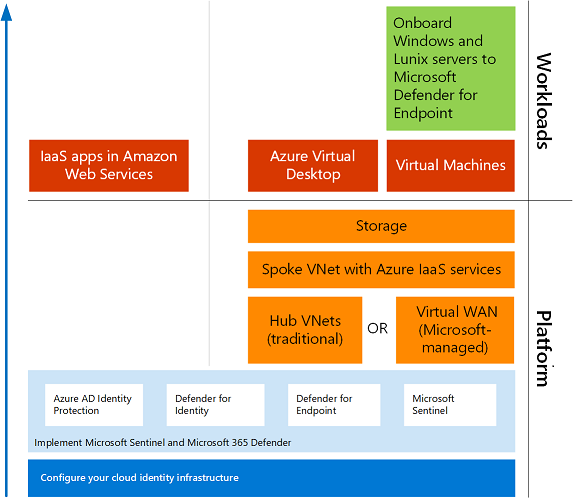 Onboard
Windows and
Lunix servers to
Microsoft
Defender for
Endpoint
Workloads
IaaS apps in Amazon
Web Services
Azure Virtual
Desktop
Virtual Machines
Storage
Spoke VNet with Azure IaaS services
Hub VNets
(traditional)
OR
Virtual WAN
(Microsoft-
managed)
Platform
Azure AD Identity
Protection
Defender for
Identity
Defender for
Endpoint
Microsoft
Sentinel
Implement Microsoft Sentinel and Microsoft 365 Defender
Configure your cloud identity infrastructure